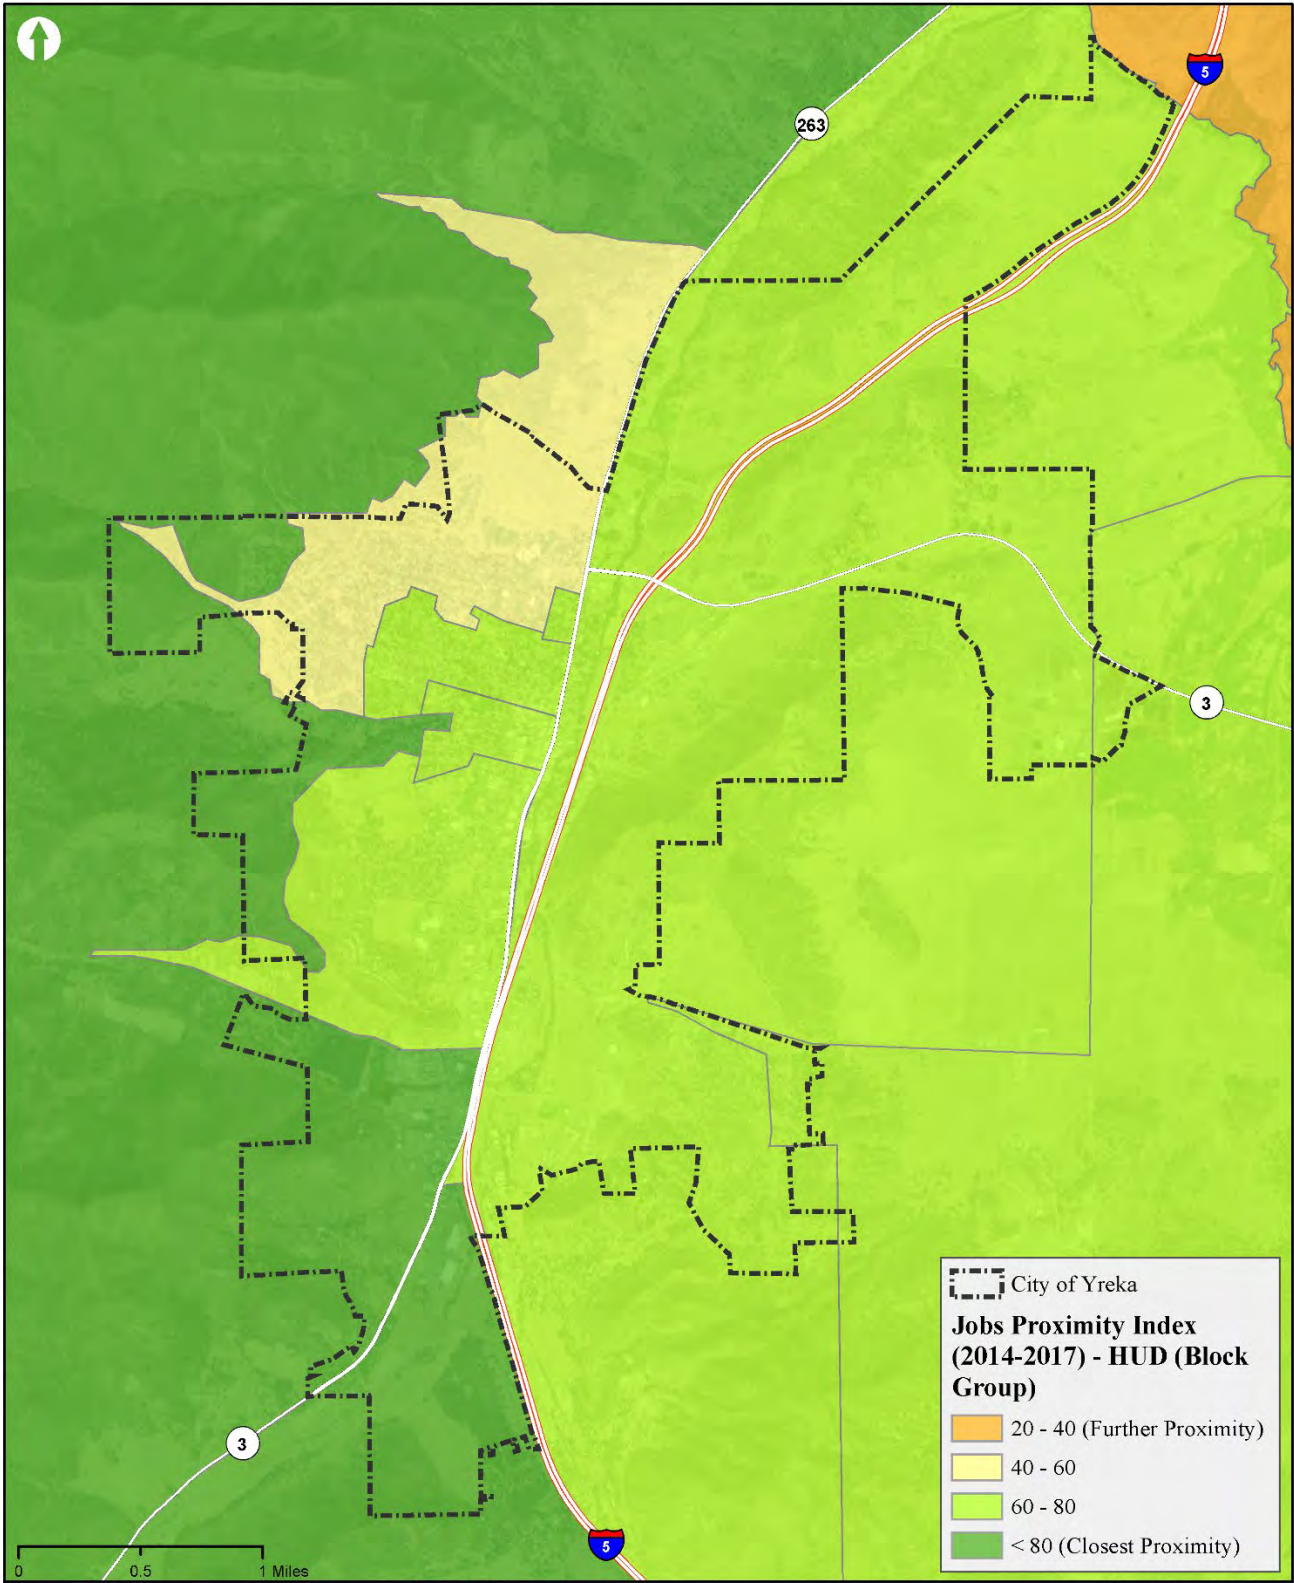 5
263
3
3
5
City of Yreka
Jobs Proximity Index
(2014-2017) - HUD (Block
Group)
20 - 40 (Further Proximity)
40 - 60
60 - 80
< 80 (Closest Proximity)
0 0.5 1 Miles